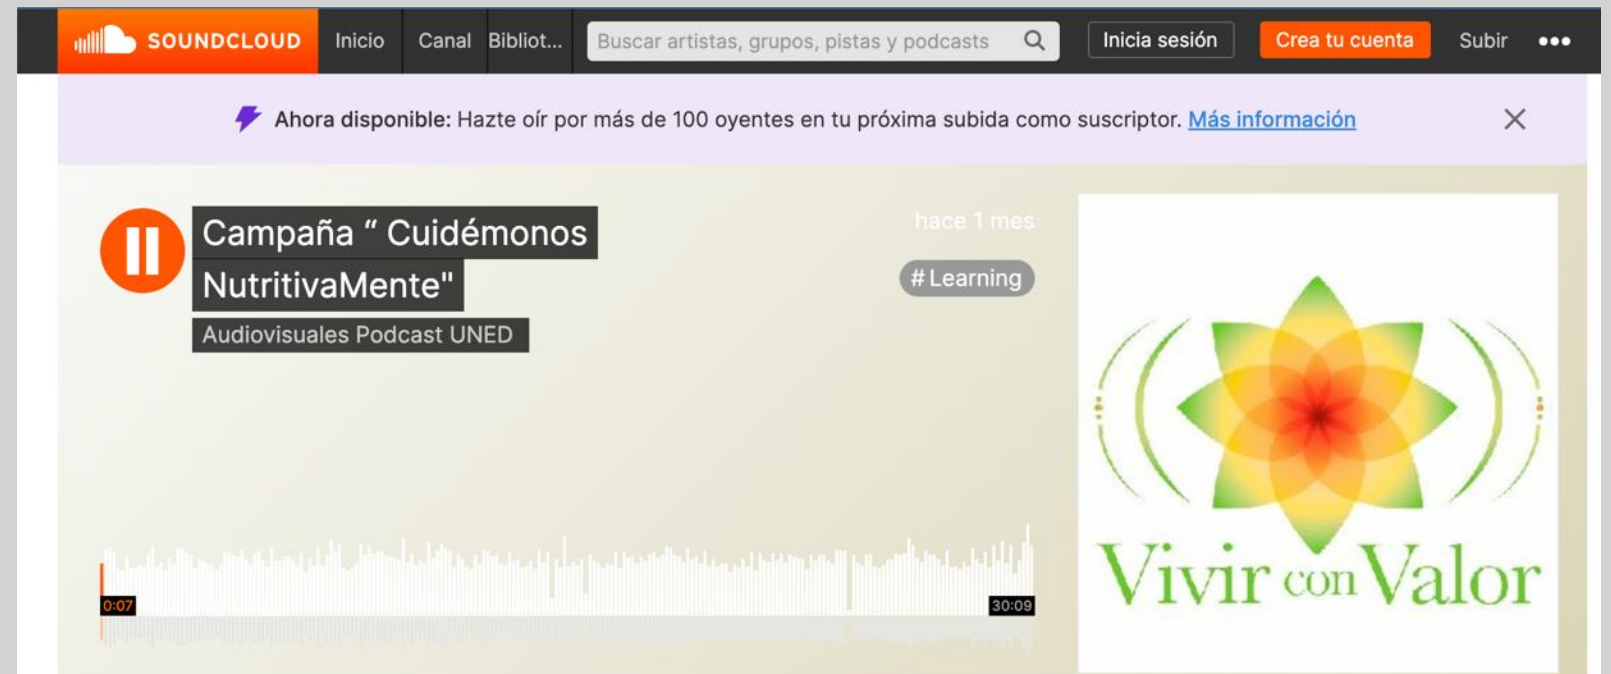 SOUNDCLOUD
Inicio
Canal
Bibliot...
Buscar artistas, grupos, pistas y podcasts
Inicia sesión
Crea tu cuenta
Subir
Ahora disponible: Hazte oír por más de 100 oyentes en tu próxima subida como suscriptor. Más información
Campaña “ Cuidémonos
NutritivaMente"
Audiovisuales Podcast UNED
hace 1 mes
# Learning
0:07
30:09
Vivir con Valor